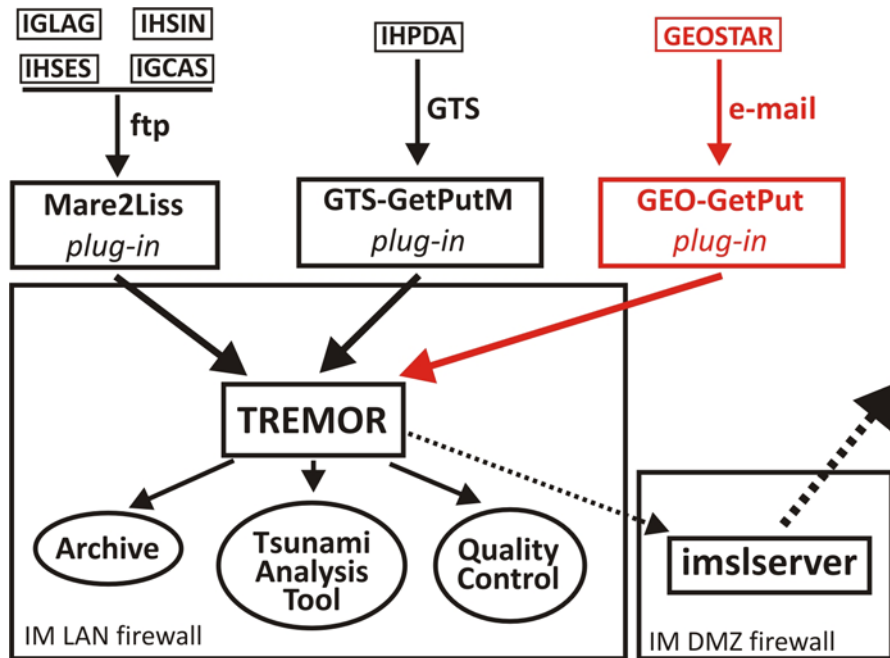 IGLAG
IHSIN
IHPDA
GEOSTAR
IHSES
IGCAS
ftp
GTS
e-mail
Mare2Liss
plug-in
GTS-GetPutM
plug-in
GEO-GetPut
plug-in
TREMOR
Archive
Tsunami
Analysis
Tool
Quality
Control
imslserver
IM LAN firewall
IM DMZ firewall